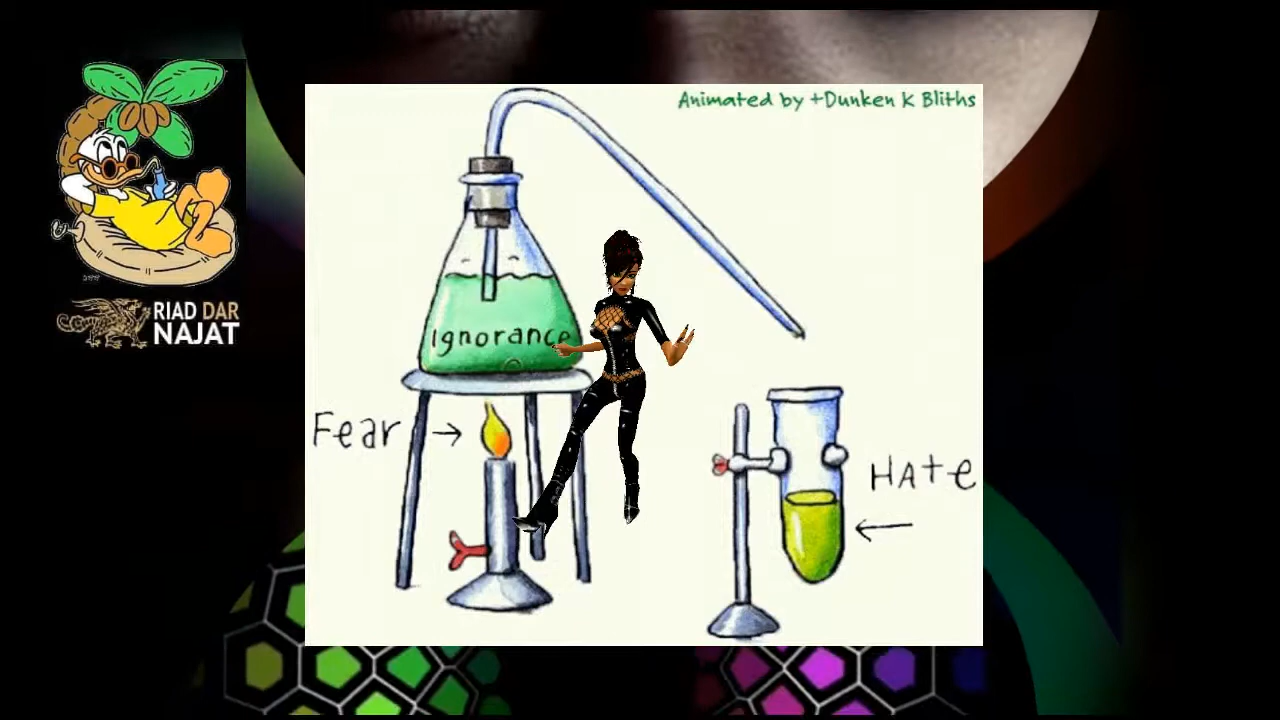 Animated by +Dunken K Bliths
Ignorance
Fear
HAte
RIAD DAR
NAJAT